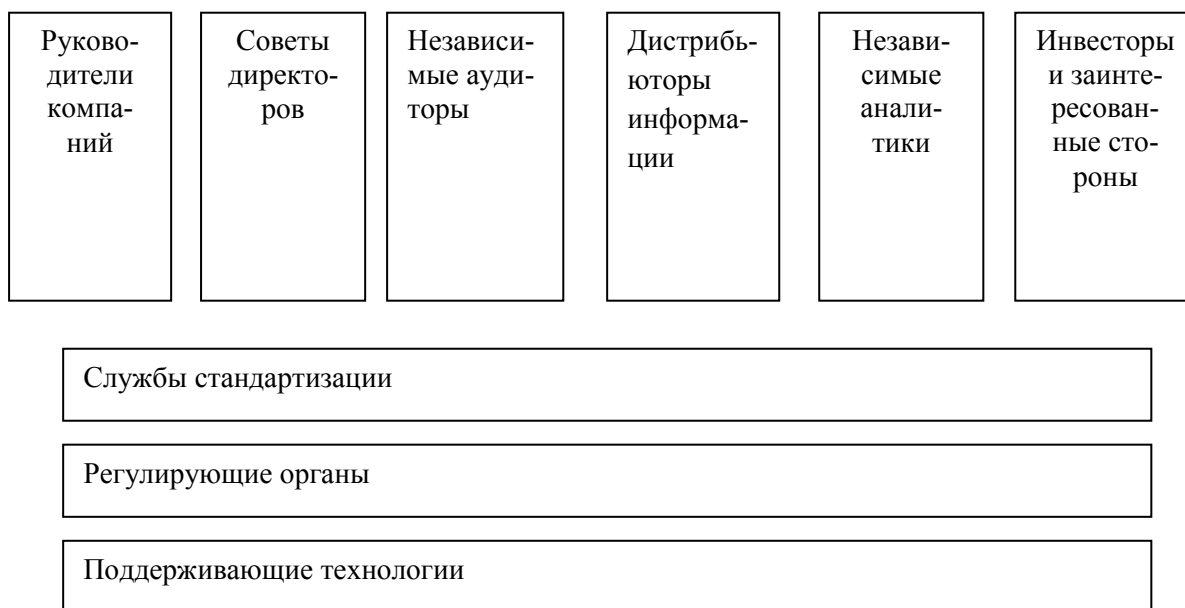 Руково-
дители
компа-
ний
Советы
директо-
ров
Независи-
мые ауди-
торы
Дистрибь-
юторы
информа-
ции
Незави-
симые
анали-
тики
Инвесторы
и заинте-
ресован-
ные сто-
роны
Службы стандартизации
Регулирующие органы
Поддерживающие технологии